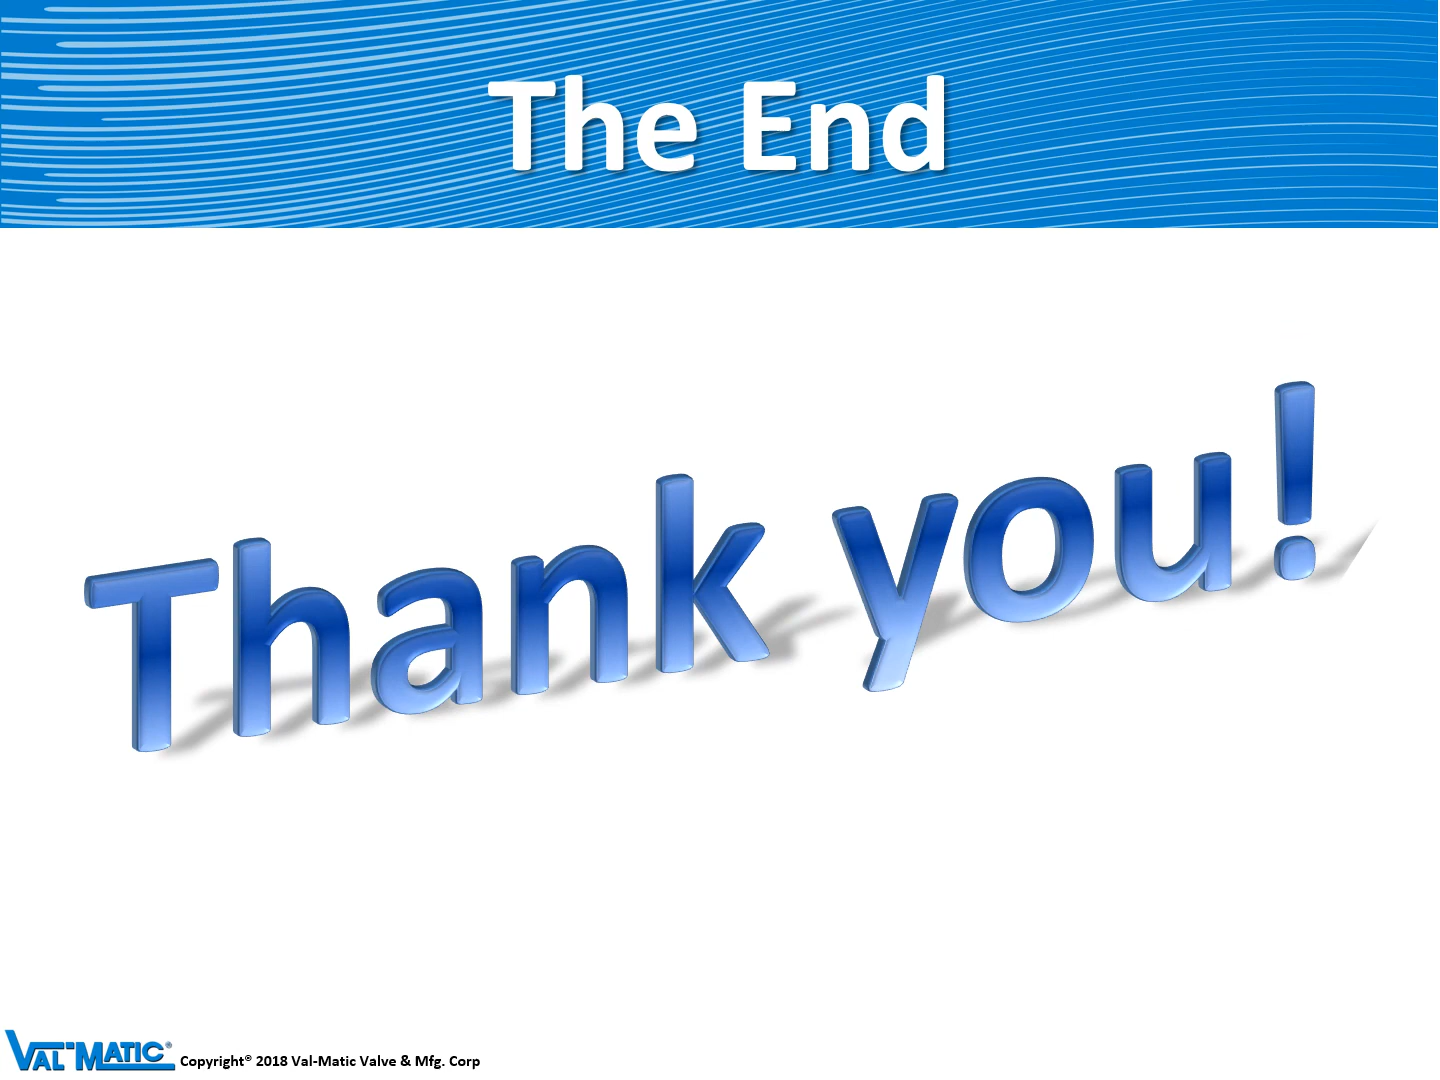 The End
Thank you!
VAL-MATIC® Copyright® 2018 Val-Matic Valve & Mfg. Corp